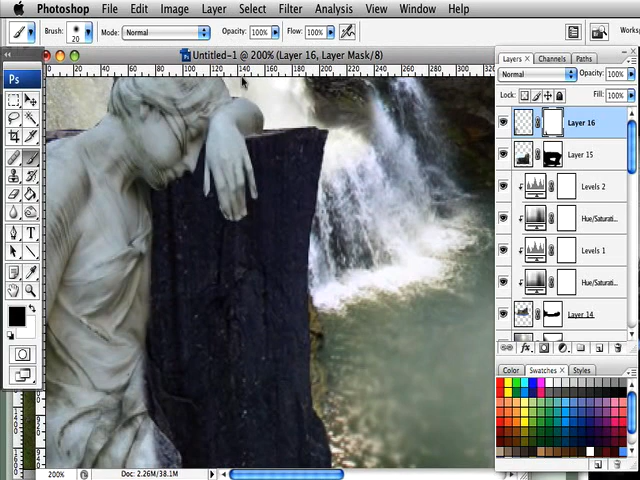 Photoshop File Edit Image Layer Select Filter Analysis View Window Help
Brush: 20 Mode: Normal Opacity: 100% Flow: 100% Works
Untitled-1 @ 200% (Layer 16, Layer Mask/8)
Ps
Layers Channels Paths
Normal Opacity: 100%
Lock: Fill: 100%
Layer 16
Layer 15
Levels 2
Hue/Saturati...
Levels 1
Hue/Saturati...
Layer 14
Color Swatches Styles
200% Doc: 2.26M/38.1M